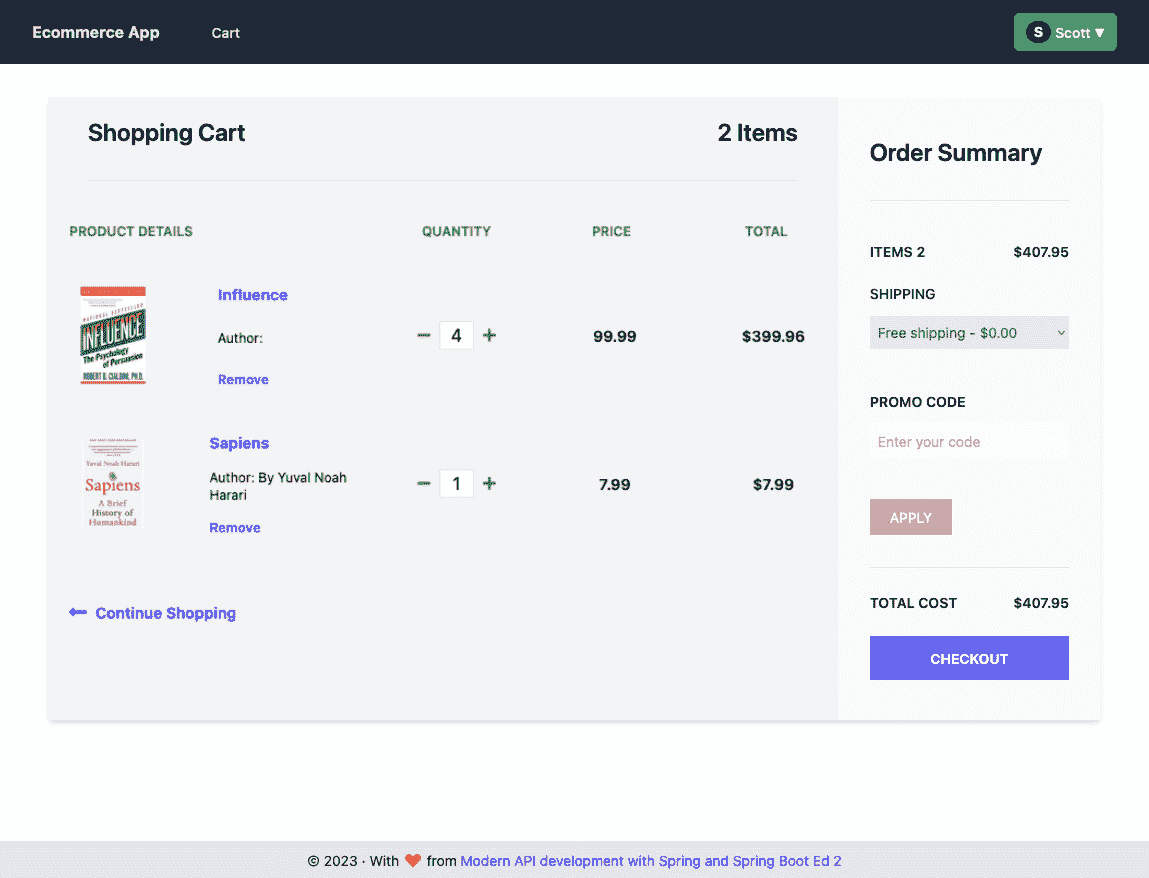 Ecommerce App
Cart
S Scott ▼
Shopping Cart
2 Items
PRODUCT DETAILS
QUANTITY
PRICE
TOTAL
INFLUENCE
The Psychology
of Persuasion
ROBERT B. CIALDINI, PH.D.
Influence
Author:
Remove
4
99.99
$399.96
Yuval Noah Harari
Sapiens
A Brief
History of
Humankind
Sapiens
Author: By Yuval Noah
Harari
Remove
1
7.99
$7.99
Continue Shopping
Order Summary
ITEMS 2
$407.95
SHIPPING
Free shipping - $0.00
PROMO CODE
Enter your code
APPLY
TOTAL COST
$407.95
CHECKOUT
© 2023 · With ❤ from Modern API development with Spring and Spring Boot Ed 2